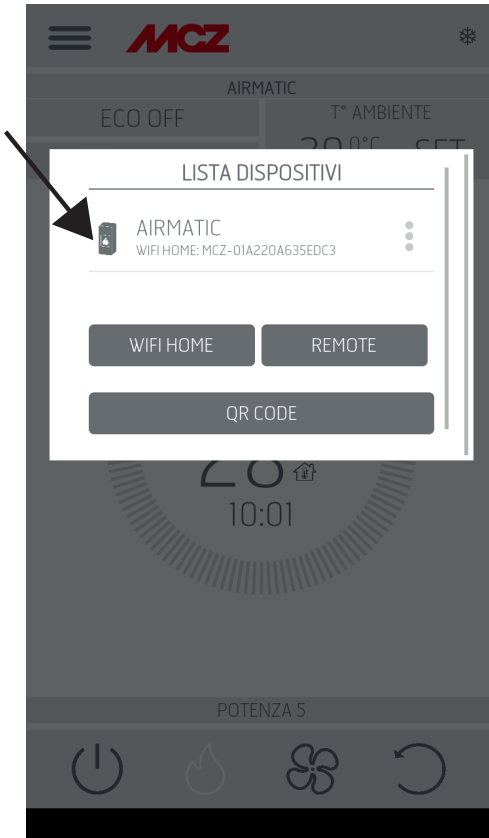 MCZ
AIRMATIC
ECO OFF
T° AMBIENTE
SET
LISTA DISPOSITIVI
AIRMATIC
WIFI HOME: MCZ-01A220A635EDC3
WIFI HOME
REMOTE
QR CODE
10:01
POTENZA 5